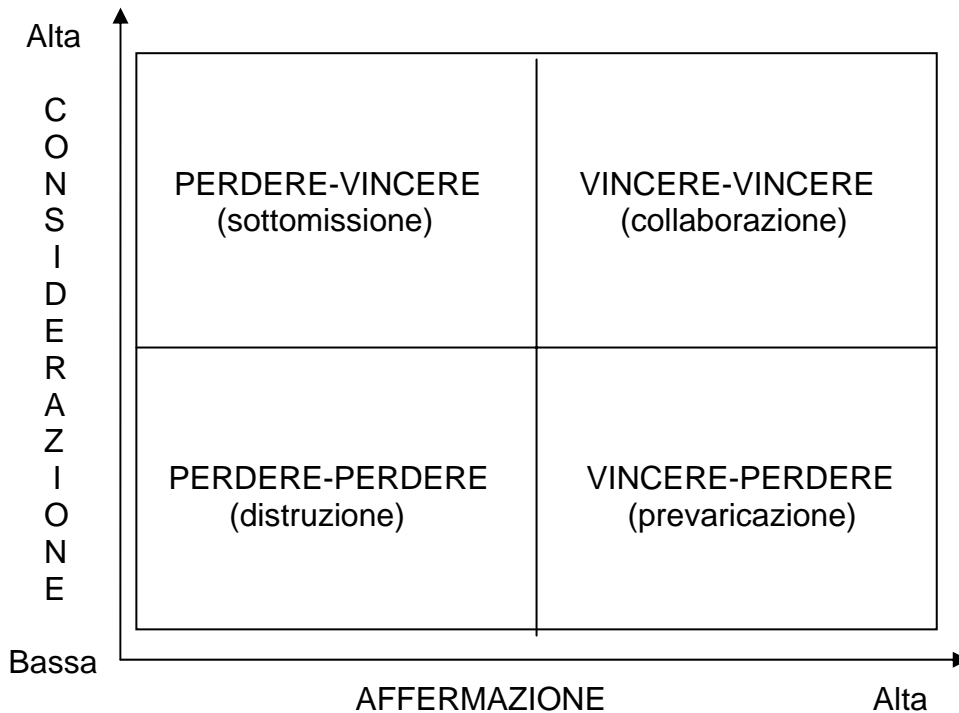 Alta
CONSIDERAZIONE
PERDERE-VINCERE
(sottomissione)
VINCERE-VINCERE
(collaborazione)
PERDERE-PERDERE
(distruzione)
VINCERE-PERDERE
(prevaricazione)
Bassa
AFFERMAZIONE
Alta